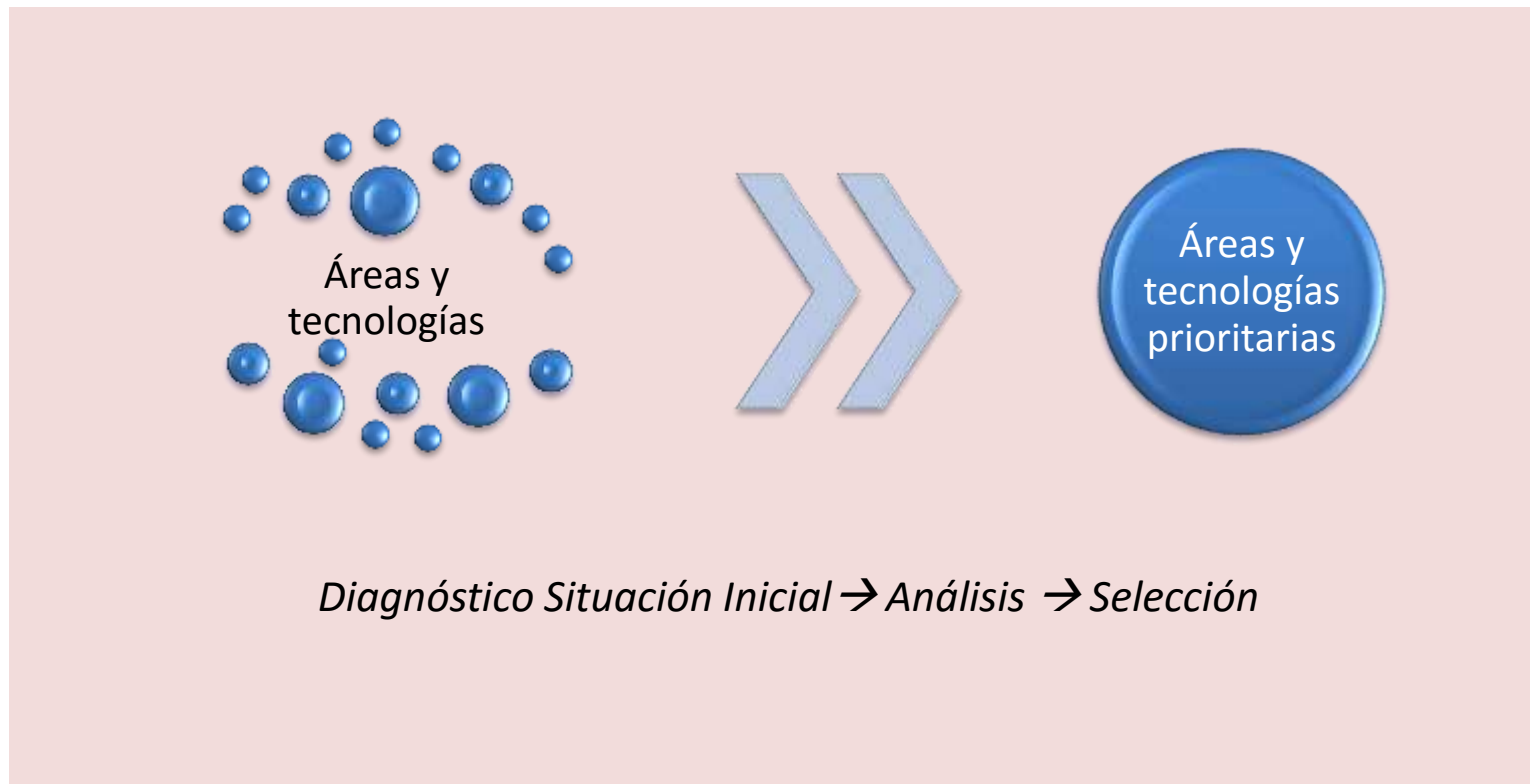 Áreas y
tecnologías
Áreas y
tecnologías
prioritarias
Diagnóstico Situación Inicial → Análisis → Selección